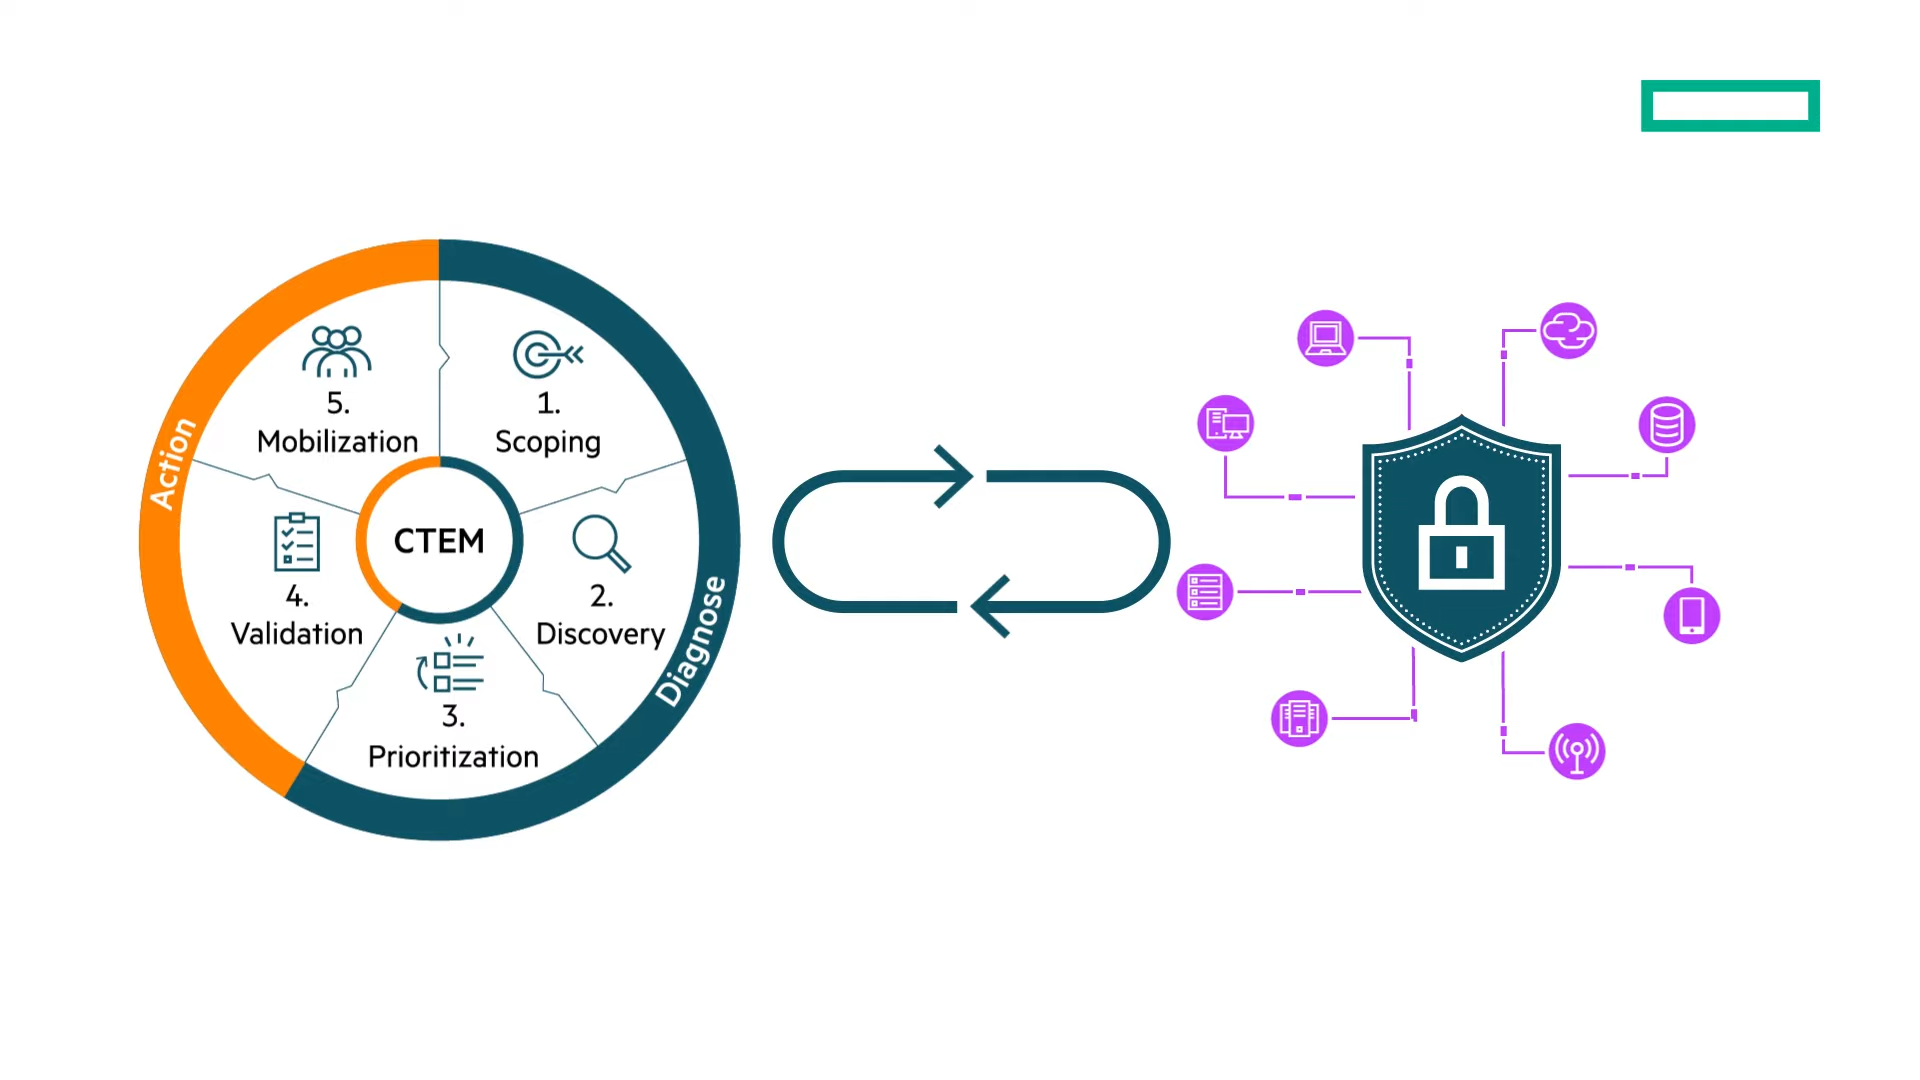 CTEM
1.
Scoping
2.
Discovery
3.
Prioritization
4.
Validation
5.
Mobilization
Diagnose
Action